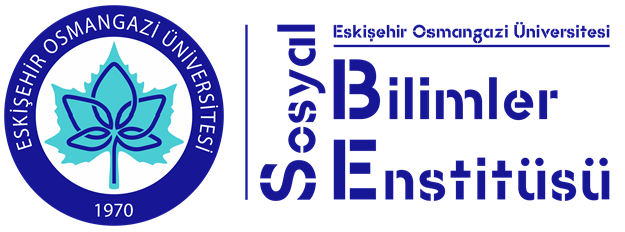 ESKİŞEHİR OSMANGAZİ ÜNİVERSİTESİ
1970
Eskişehir Osmangazi Üniversitesi
Sosyal
Bilimler
Enstitüsü